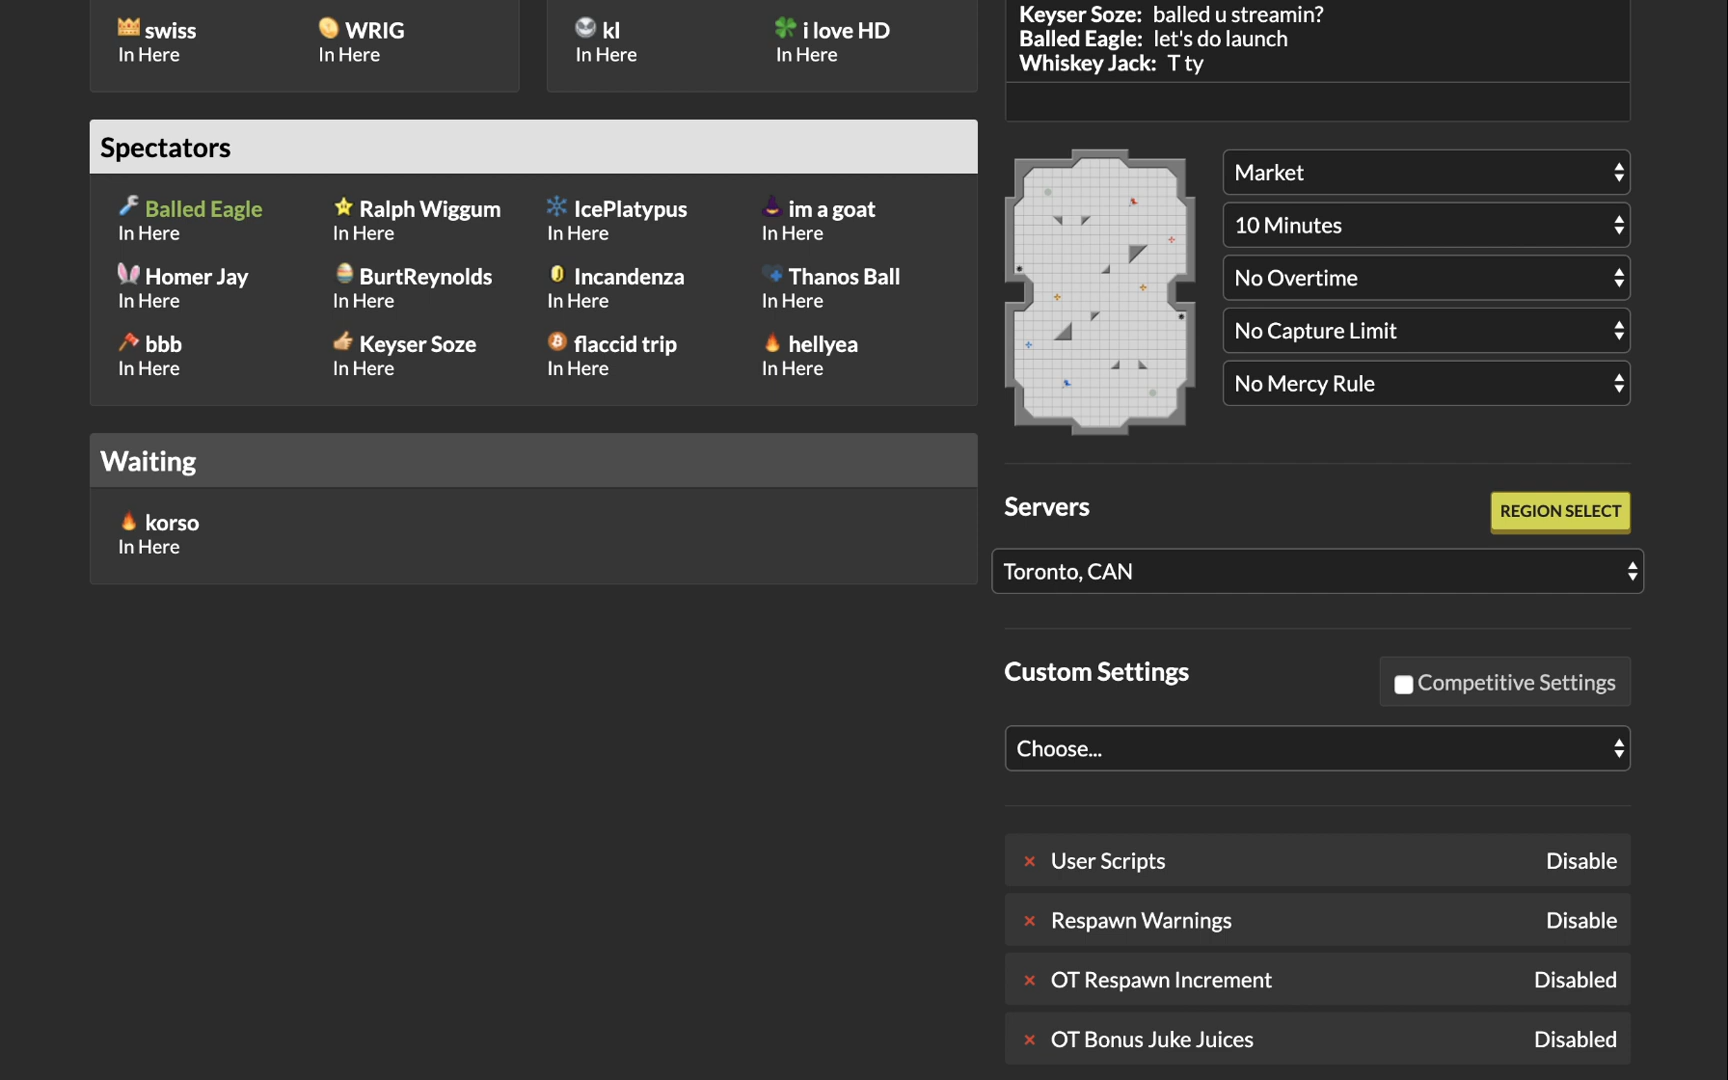 swiss
In Here
WRIG
In Here
kl
In Here
i love HD
In Here
Spectators
Balled Eagle
In Here
Ralph Wiggum
In Here
IcePlatypus
In Here
im a goat
In Here
Homer Jay
In Here
BurtReynolds
In Here
Incandenza
In Here
Thanos Ball
In Here
bbb
In Here
Keyser Soze
In Here
flaccid trip
In Here
hellyea
In Here
Waiting
korso
In Here
Keyser Soze: balled u streamin?
Balled Eagle: let's do launch
Whiskey Jack: T ty
Market
10 Minutes
No Overtime
No Capture Limit
No Mercy Rule
Servers
REGION SELECT
Toronto, CAN
Custom Settings
Competitive Settings
Choose...
User Scripts Disable
Respawn Warnings Disable
OT Respawn Increment Disabled
OT Bonus Juke Juices Disabled